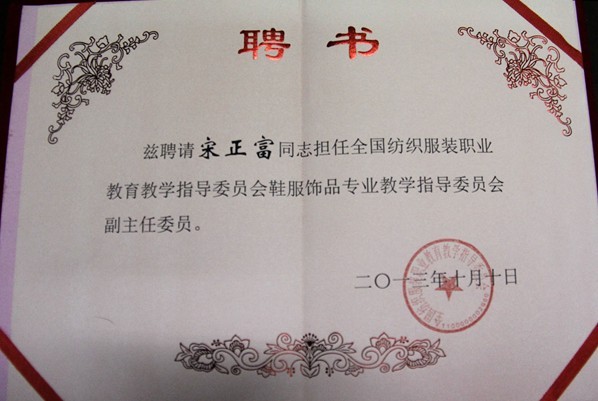 聘书
兹聘请宋正富同志担任全国纺织服装职业
教育教学指导委员会鞋服饰品专业教学指导委员会
副主任委员。
二〇一三年十月十日